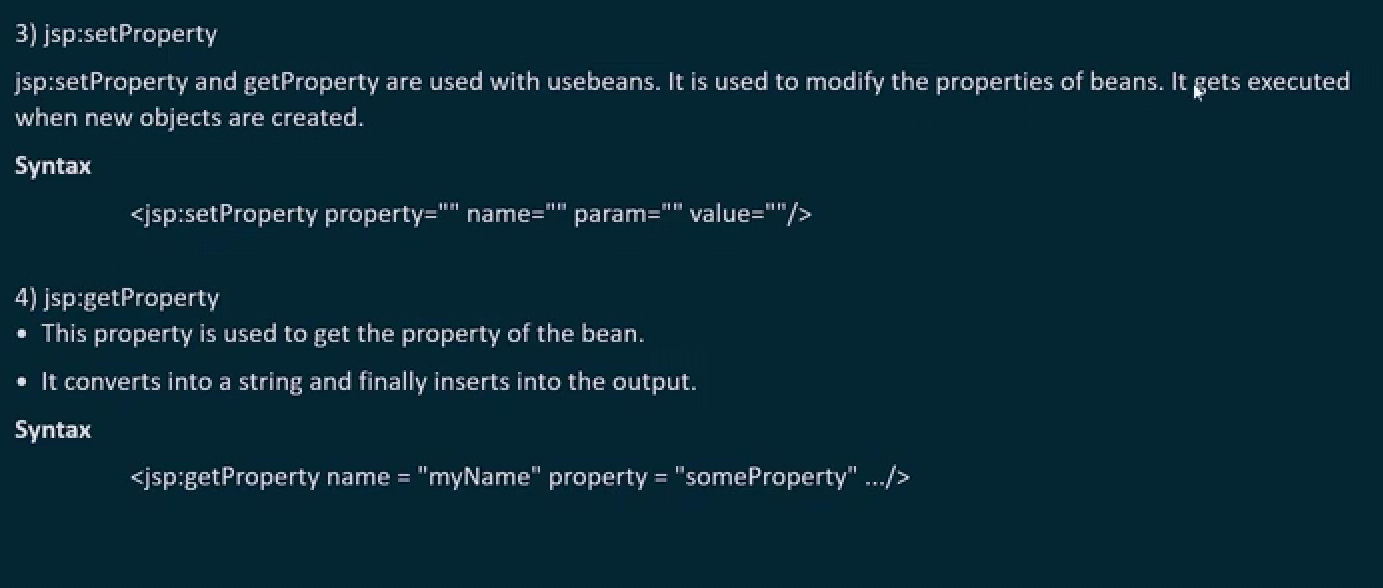 3) jsp:setProperty
jsp:setProperty and getProperty are used with usebeans. It is used to modify the properties of beans. It gets executed
when new objects are created.
Syntax
<jsp:setProperty property="" name="" param="" value=""/>
4) jsp:getProperty
• This property is used to get the property of the bean.
• It converts into a string and finally inserts into the output.
Syntax
<jsp:getProperty name = "myName" property = "someProperty" .../>